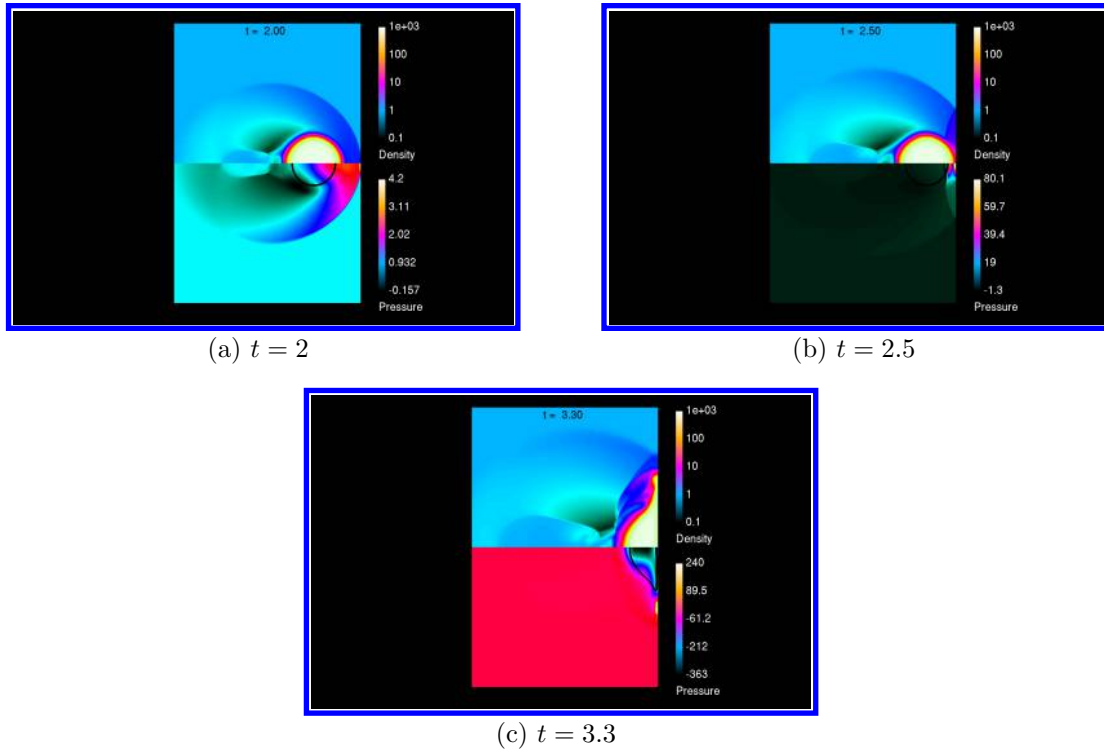 t = 2.00
1e+03
100
10
1
0.1
Density
4.2
3.11
2.02
0.932
-0.157
Pressure
(a) t = 2
t = 2.50
1e+03
100
10
1
0.1
Density
80.1
59.7
39.4
19
-1.3
Pressure
(b) t = 2.5
t = 3.30
1e+03
100
10
1
0.1
Density
240
89.5
-61.2
-212
-363
Pressure
(c) t = 3.3